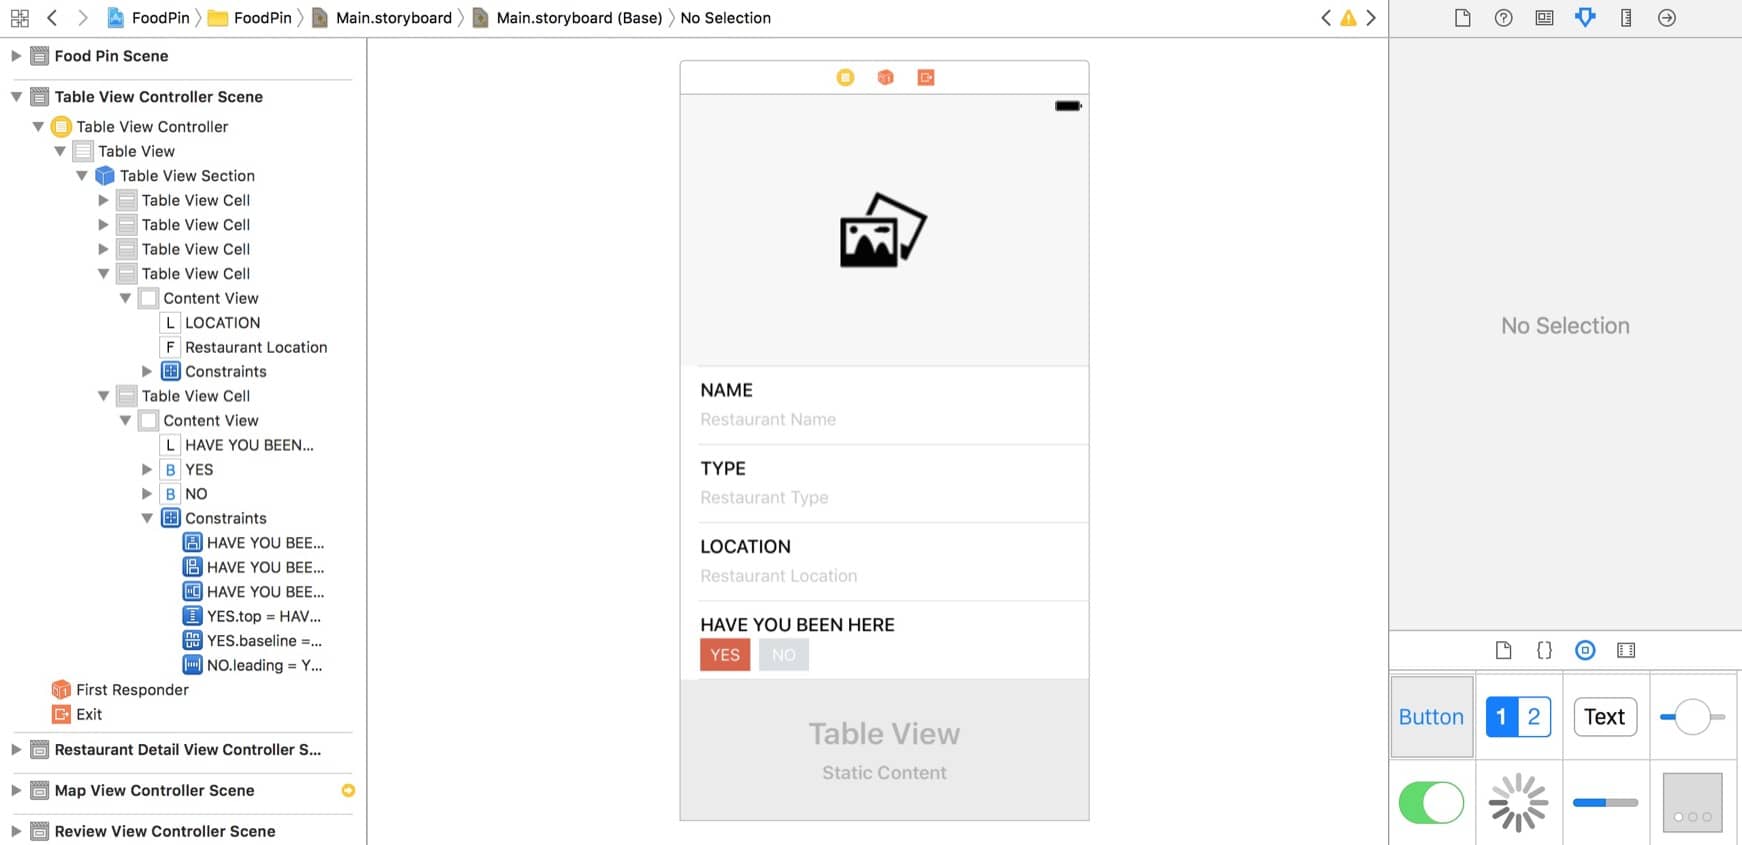 FoodPin FoodPin Main.storyboard Main.storyboard (Base) No Selection
Food Pin Scene
Table View Controller Scene
Table View Controller
Table View
Table View Section
Table View Cell
Table View Cell
Table View Cell
Table View Cell
Content View
L LOCATION
F Restaurant Location
Constraints
Table View Cell
Content View
L HAVE YOU BEEN...
B YES
B NO
Constraints
HAVE YOU BEE...
HAVE YOU BEE...
HAVE YOU BEE...
YES.top = HAV...
YES.baseline =...
NO.leading = Y...
First Responder
Exit
Restaurant Detail View Controller S...
Map View Controller Scene
Review View Controller Scene
NAME
Restaurant Name
TYPE
Restaurant Type
LOCATION
Restaurant Location
HAVE YOU BEEN HERE
YES NO
Table View
Static Content
No Selection
{}
Button 1 2 Text